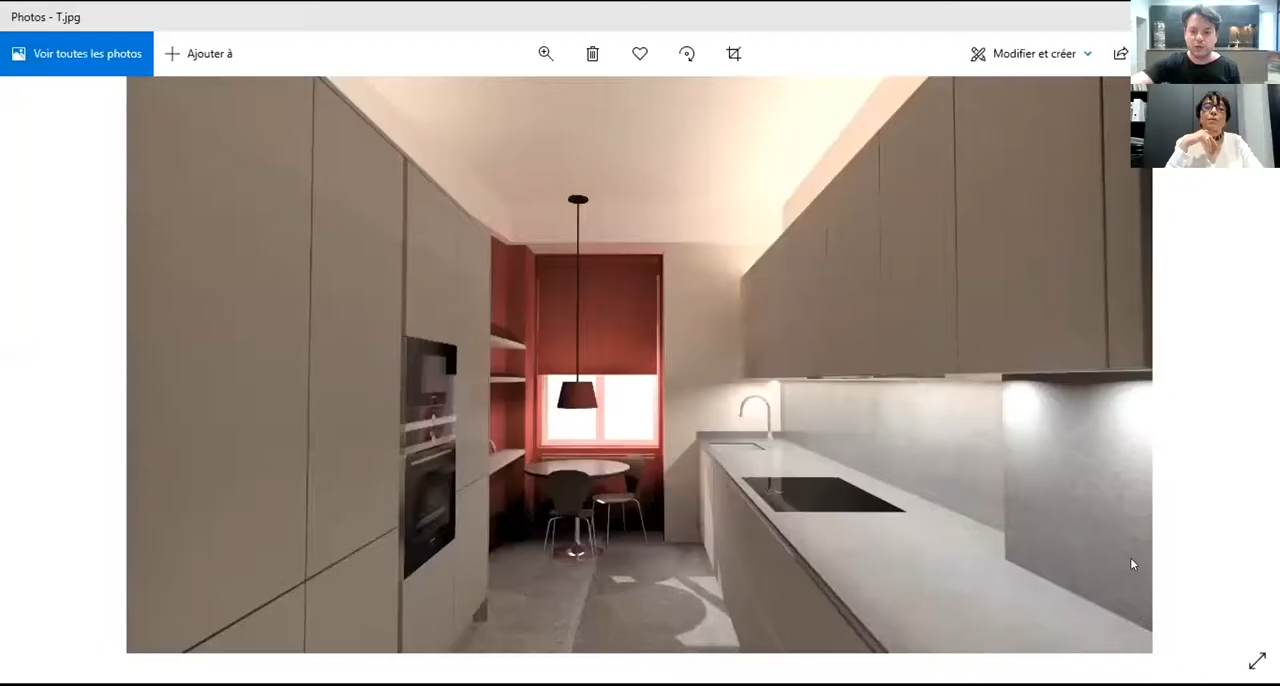 Photos - T.jpg
Voir toutes les photos
Ajouter à
Modifier et créer